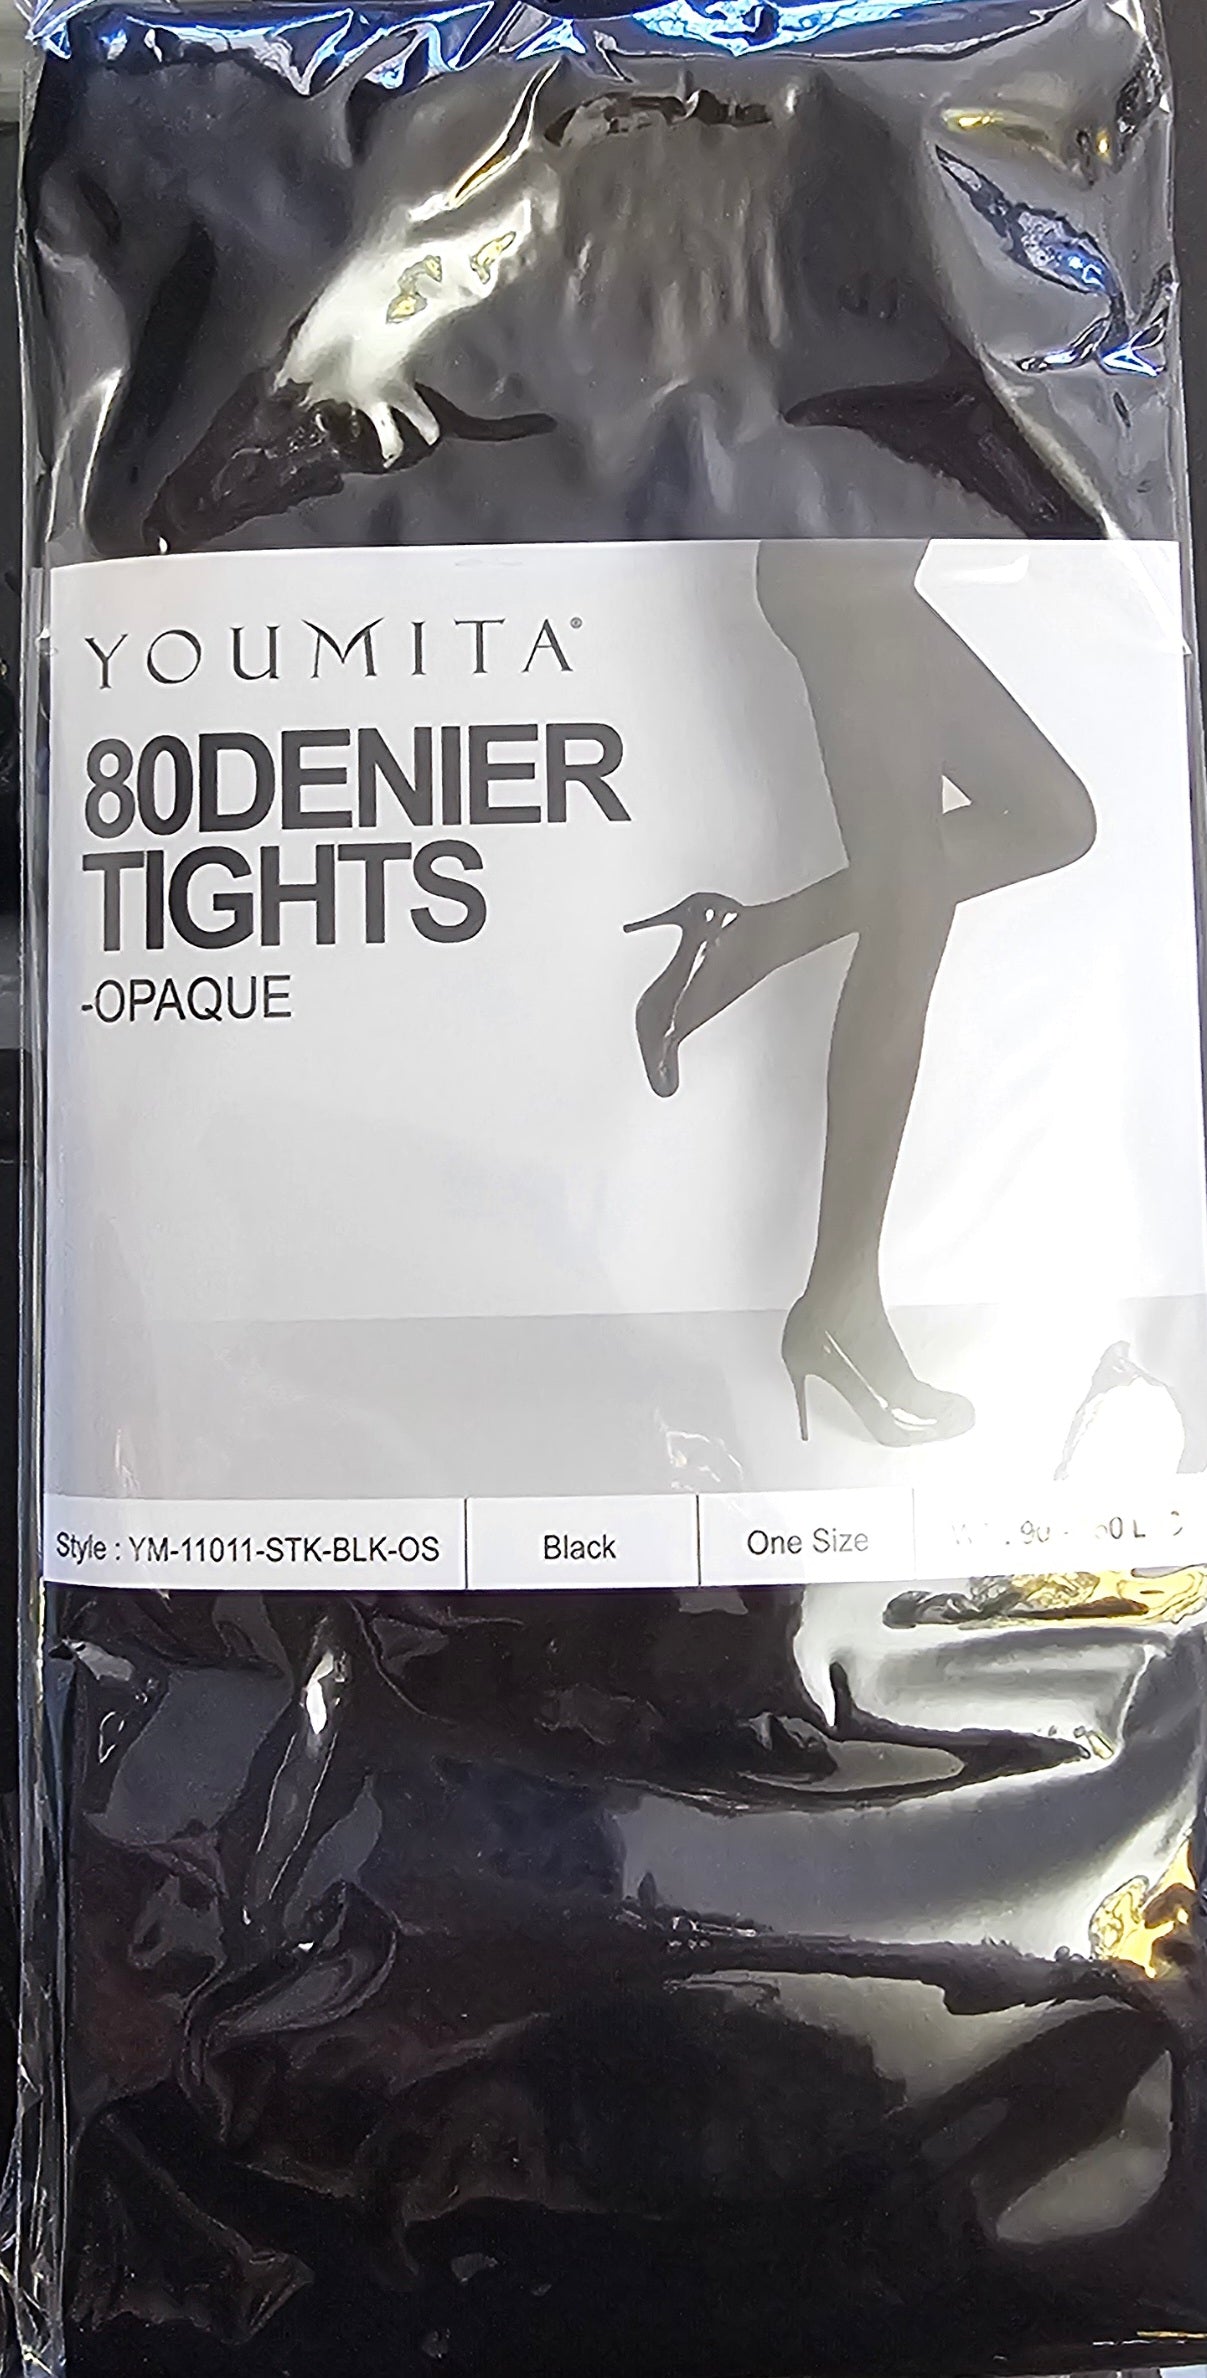 YOUMITA®
80DENIER
TIGHTS
-OPAQUE
Style : YM-11011-STK-BLK-OS
Black
One Size